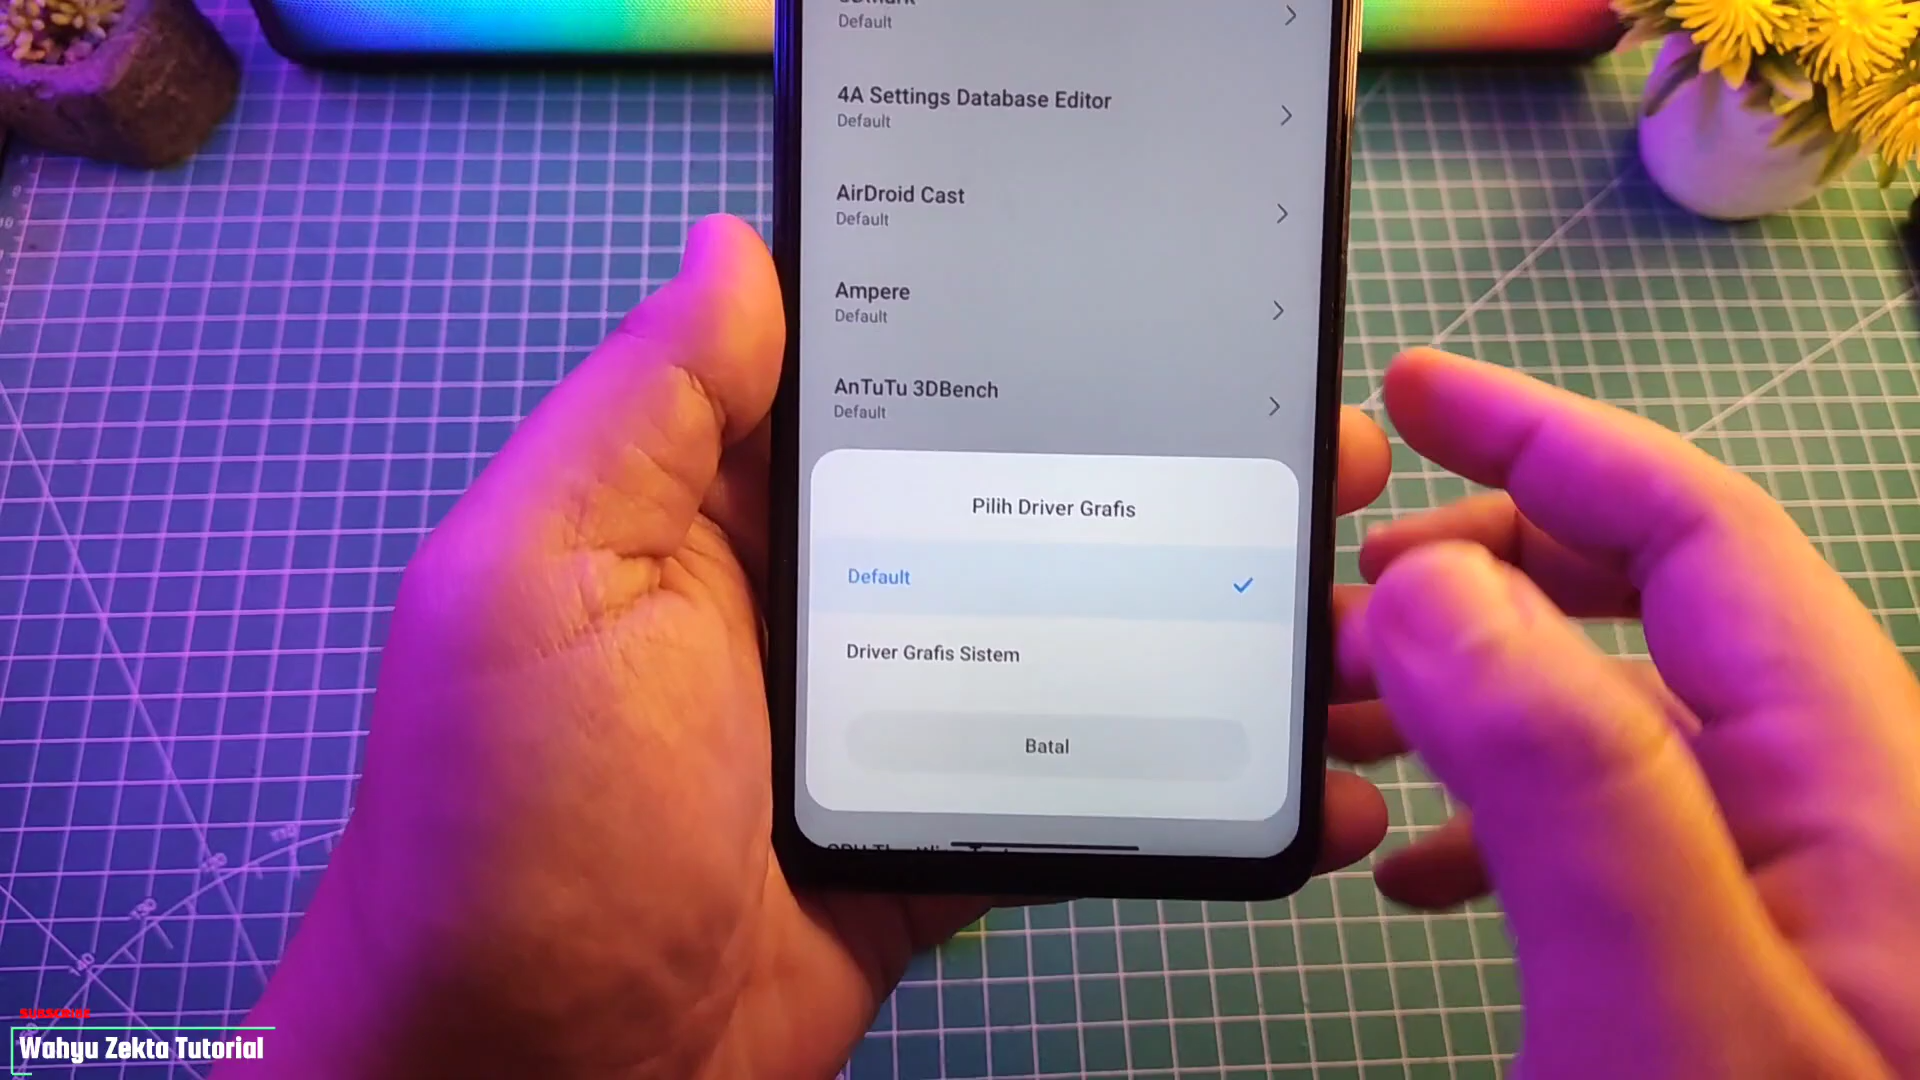 Default
4A Settings Database Editor
Default
AirDroid Cast
Default
Ampere
Default
AnTuTu 3DBench
Default
Pilih Driver Grafis
Default
Driver Grafis Sistem
Batal
SUBSCRIBE
Wahyu Zekta Tutorial